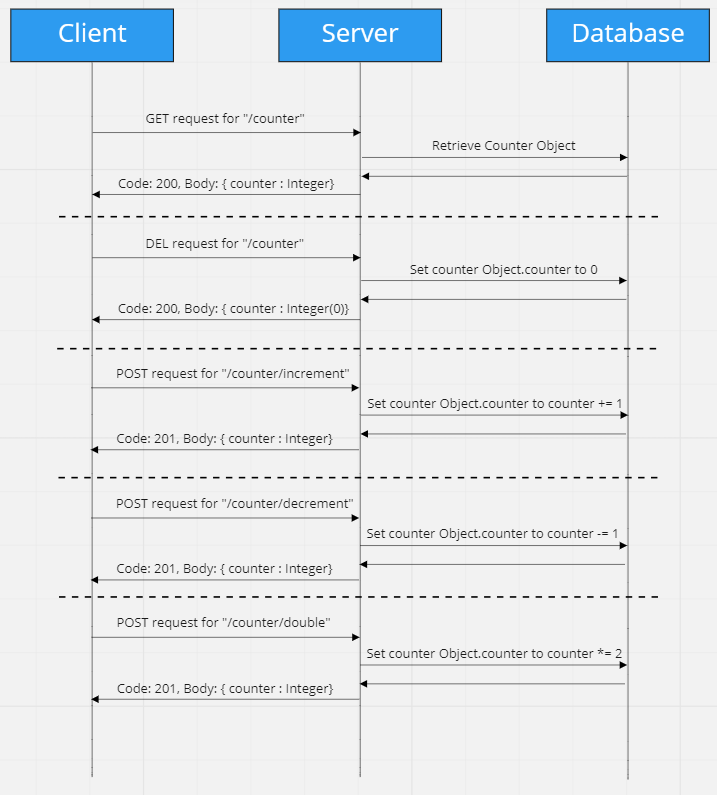 Client
Server
Database
GET request for "/counter"
Retrieve Counter Object
Code: 200, Body: { counter : Integer}
DEL request for "/counter"
Set counter Object.counter to 0
Code: 200, Body: { counter : Integer(0)}
POST request for "/counter/increment"
Set counter Object.counter to counter += 1
Code: 201, Body: { counter : Integer}
POST request for "/counter/decrement"
Set counter Object.counter to counter -= 1
Code: 201, Body: { counter : Integer}
POST request for "/counter/double"
Set counter Object.counter to counter *= 2
Code: 201, Body: { counter : Integer}